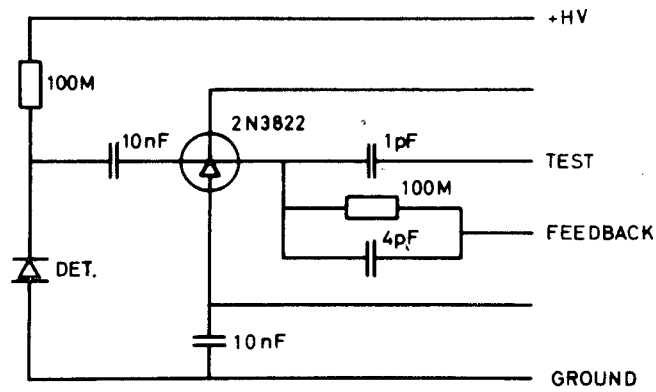 +HV
100M
2N3822
10nF
1pF
TEST
100M
FEEDBACK
4pF
DET.
10nF
GROUND